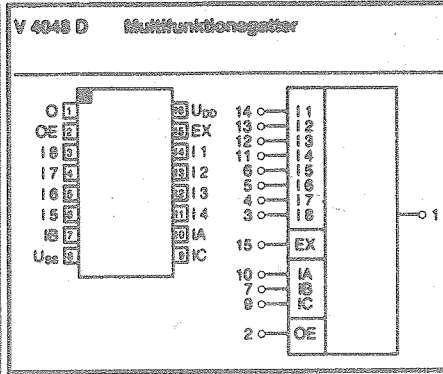 V 4048 D Multifunktionsgatter
O 1 16 U_DD
OE 2 15 EX
I 8 3 14 I 1
I 7 4 13 I 2
I 6 5 12 I 3
I 5 6 11 I 4
IB 7 10 IA
U_SS 8 9 IC
14 I 1
13 I 2
12 I 3
11 I 4
6 I 5
5 I 6
4 I 7
3 I 8
1
15 EX
10 IA
7 IB
9 IC
2 OE